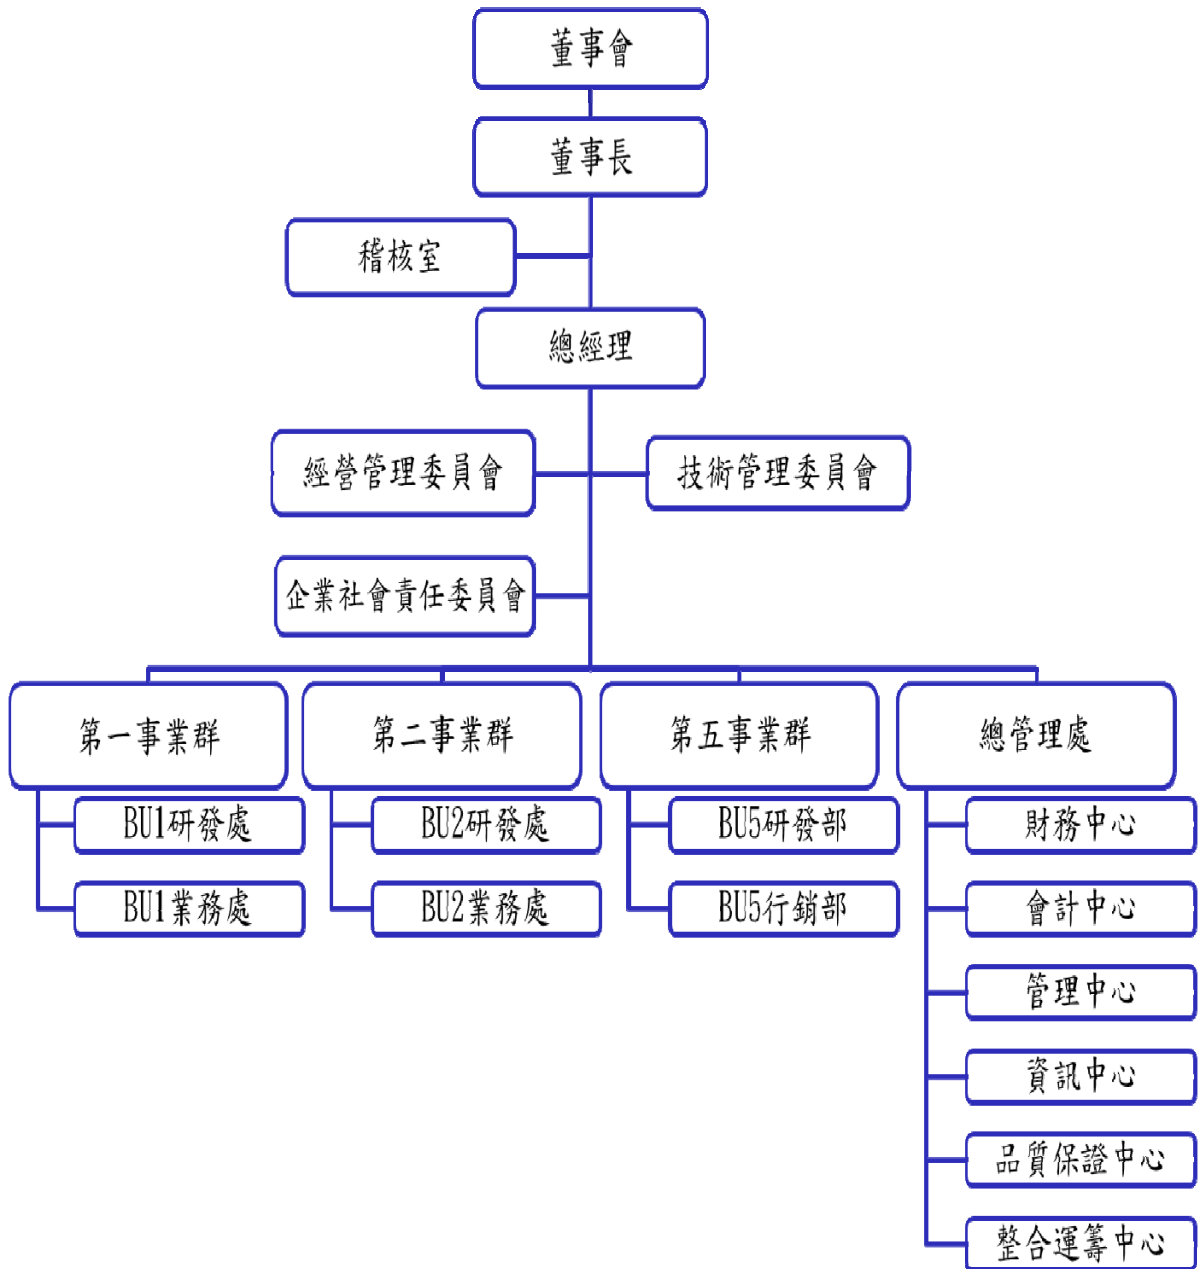 董事會
董事長
稽核室
總經理
經營管理委員會
技術管理委員會
企業社會責任委員會
第一事業群
第二事業群
第五事業群
總管理處
BU1研發處
BU2研發處
BU5研發部
財務中心
BU1業務處
BU2業務處
BU5行銷部
會計中心
管理中心
資訊中心
品質保證中心
整合運籌中心